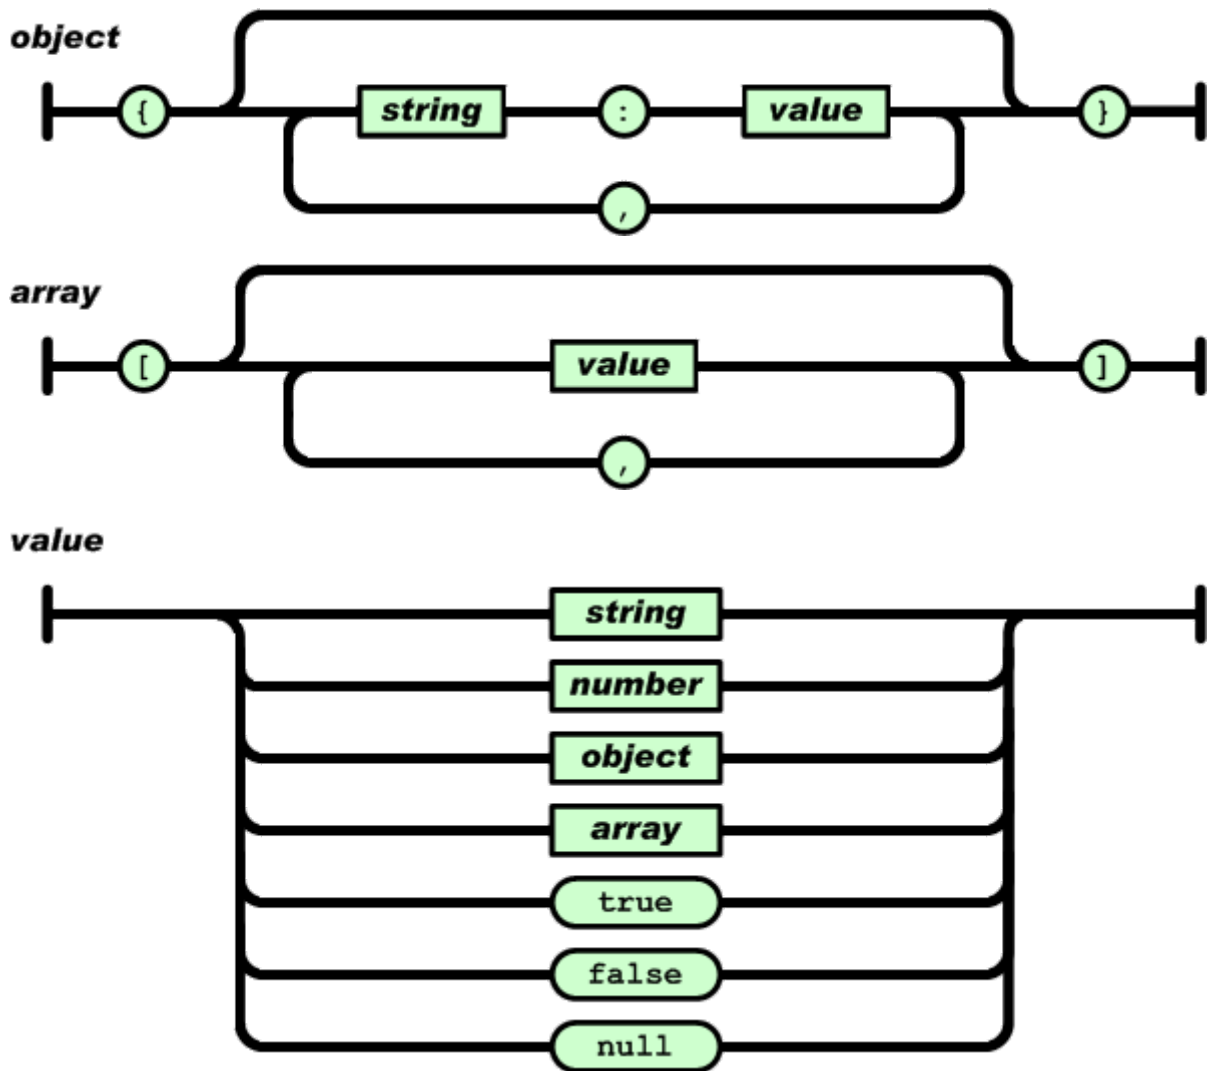 object
{ string : value }
,
array
[ value ]
,
value
string
number
object
array
true
false
null